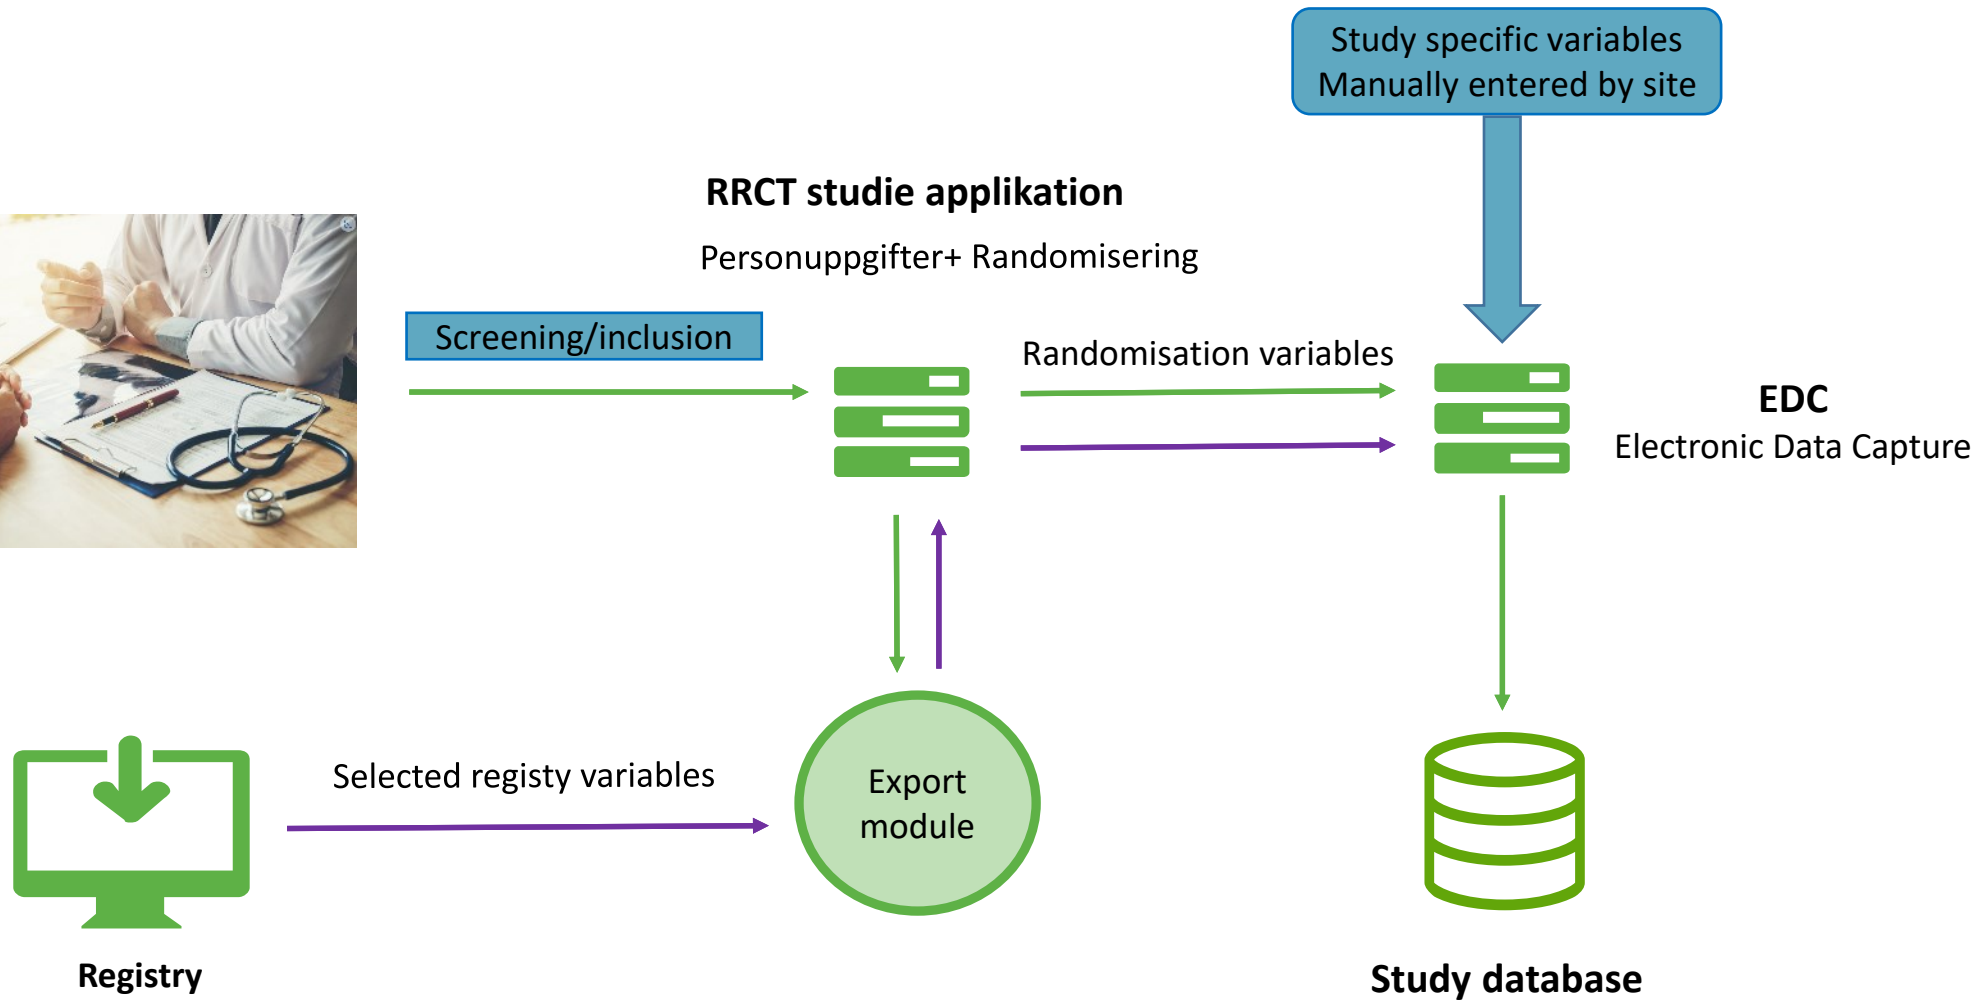 Study specific variables
Manually entered by site
RRCT studie applikation
Personuppgifter+ Randomisering
Screening/inclusion
Randomisation variables
EDC
Electronic Data Capture
Selected registy variables
Export
module
Registry
Study database